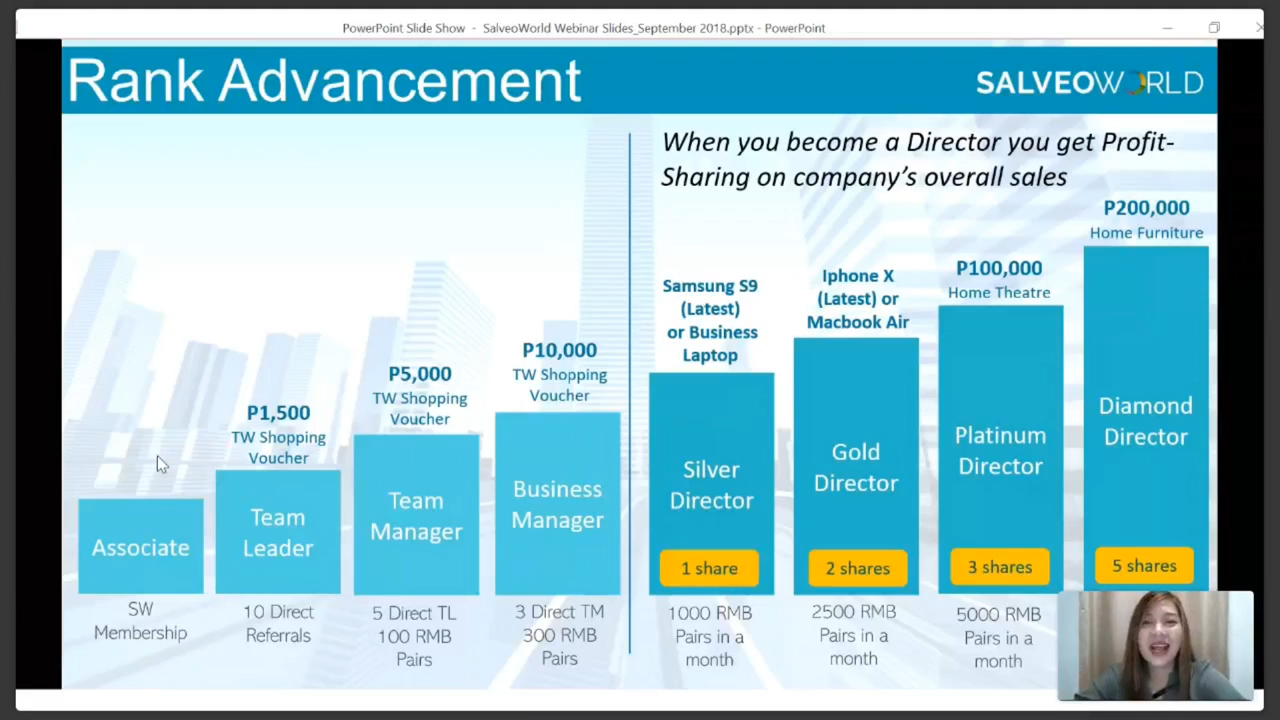 PowerPoint Slide Show - SalveoWorld Webinar Slides_September 2018.pptx - PowerPoint
Rank Advancement
SALVEOWORLD
When you become a Director you get Profit-
Sharing on company's overall sales
Associate
SW
Membership
P1,500
TW Shopping
Voucher
Team
Leader
10 Direct
Referrals
P5,000
TW Shopping
Voucher
Team
Manager
5 Direct TL
100 RMB
Pairs
P10,000
TW Shopping
Voucher
Business
Manager
3 Direct TM
300 RMB
Pairs
Samsung S9
(Latest)
or Business
Laptop
Silver
Director
1 share
1000 RMB
Pairs in a
month
Iphone X
(Latest) or
Macbook Air
Gold
Director
2 shares
2500 RMB
Pairs in a
month
P100,000
Home Theatre
Platinum
Director
3 shares
5000 RMB
Pairs in a
month
P200,000
Home Furniture
Diamond
Director
5 shares